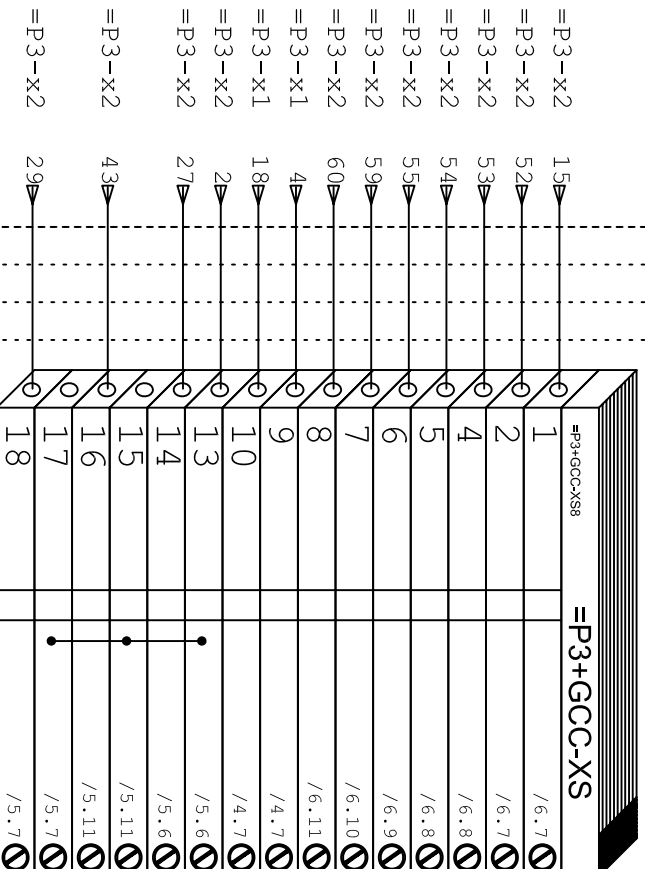 =P3+GCC-XS8 =P3+GCC-XS
=P3-x2 15 1 /6.7
=P3-x2 52 2 /6.7
=P3-x2 53 4 /6.8
=P3-x2 54 5 /6.8
=P3-x2 55 6 /6.9
=P3-x2 59 7 /6.10
=P3-x2 60 8 /6.11
=P3-x1 4 9 /4.7
=P3-x1 18 10 /4.7
=P3-x2 2 13 /5.6
=P3-x2 27 14 /5.6
15 /5.11
=P3-x2 43 16 /5.11
17 /5.7
=P3-x2 29 18 /5.7